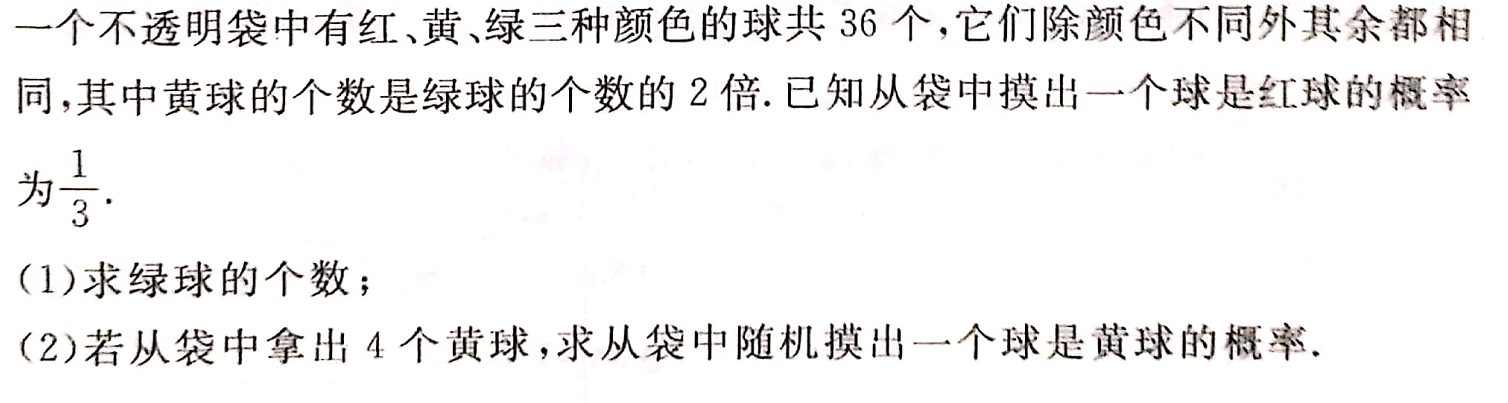 一个不透明袋中有红、黄、绿三种颜色的球共 36 个,它们除颜色不同外其余都相
同,其中黄球的个数是绿球的个数的 2 倍.已知从袋中摸出一个球是红球的概率
为1/3.
(1)求绿球的个数;
(2)若从袋中拿出 4 个黄球,求从袋中随机摸出一个球是黄球的概率.